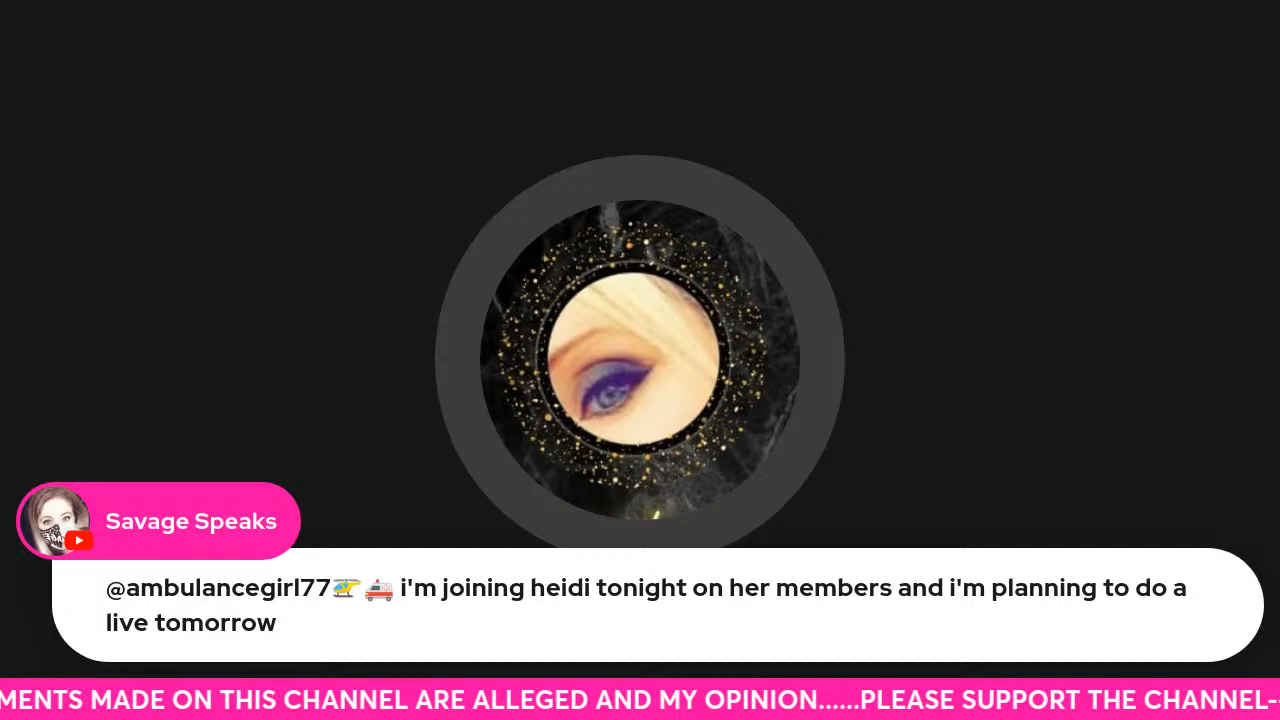 Savage Speaks
@ambulancegirl77🚁🚑 i'm joining heidi tonight on her members and i'm planning to do a
live tomorrow
MENTS MADE ON THIS CHANNEL ARE ALLEGED AND MY OPINION......PLEASE SUPPORT THE CHANNEL-